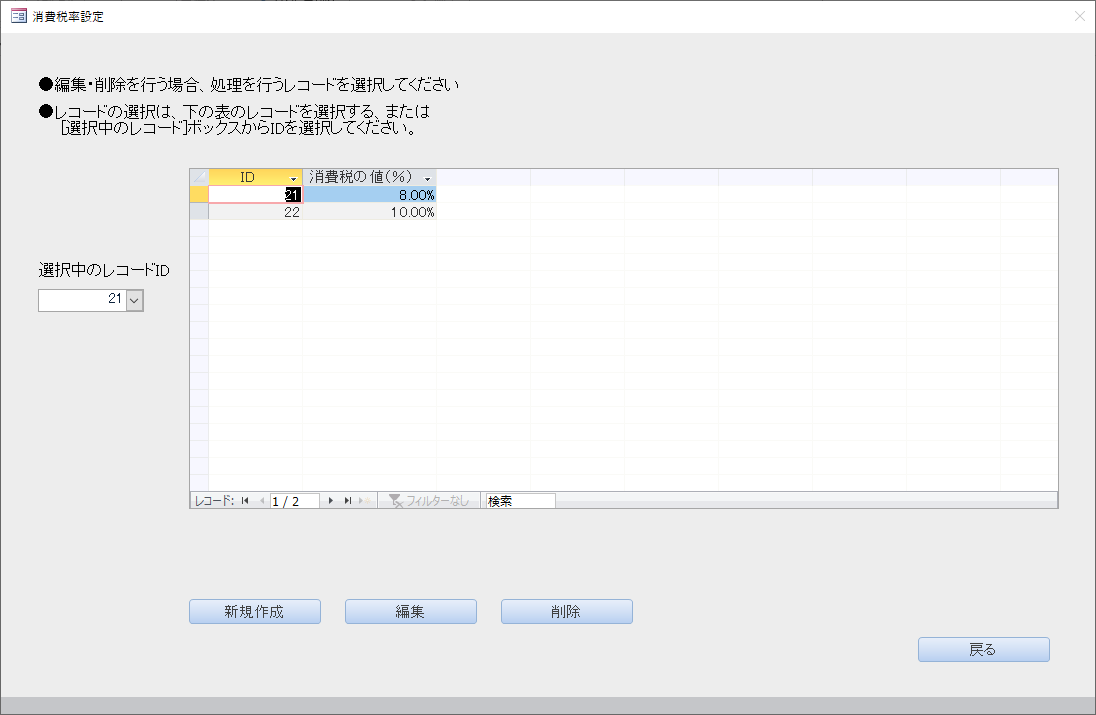 消費税率設定
●編集・削除を行う場合、処理を行うレコードを選択してください
●レコードの選択は、下の表のレコードを選択する、または
[選択中のレコード]ボックスからIDを選択してください。
ID 消費税の値(%)
21 8.00%
22 10.00%
選択中のレコードID
21
レコード: 1 / 2 フィルターなし 検索
新規作成 編集 削除
戻る